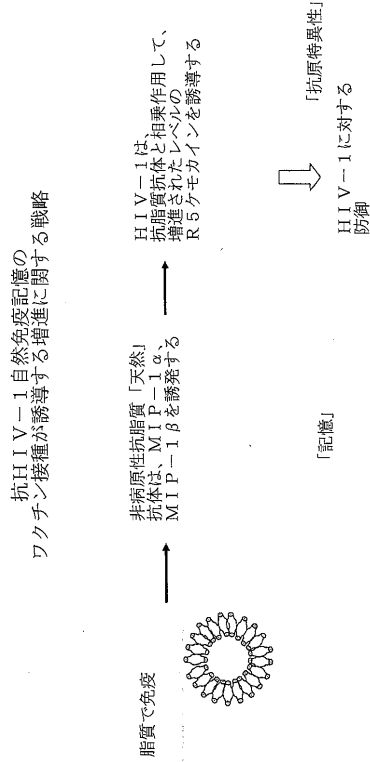 抗HIV－1自然免疫記憶の
ワクチン接種が誘導する増進に関する戦略
脂質で免疫
非病原性抗脂質「天然」
抗体は、MIP－1α、
MIP－1βを誘発する
HIV－1は、
抗脂質抗体と相乗作用して、
増進されたレベルの
R5ケモカインを誘導する
「記憶」
「抗原特異性」
HIV－1に対する
防御